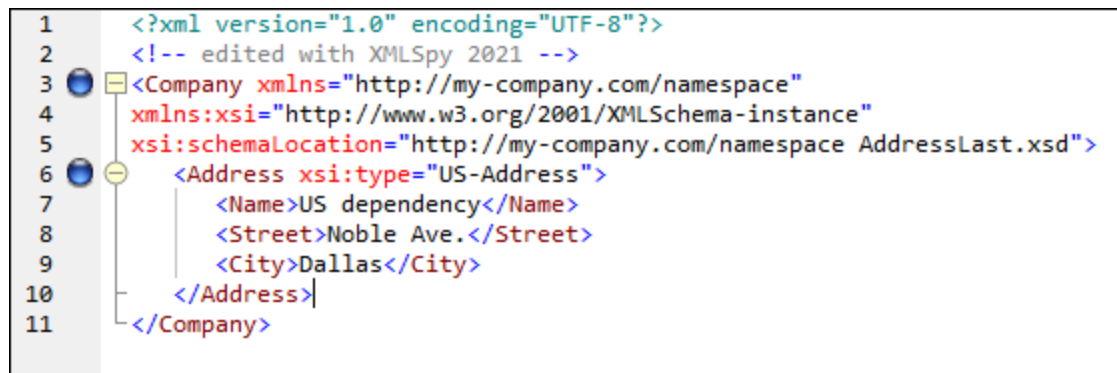 1 <?xml version="1.0" encoding="UTF-8"?>
2 <!-- edited with XMLSpy 2021 -->
3 <Company xmlns="http://my-company.com/namespace"
4 xmlns:xsi="http://www.w3.org/2001/XMLSchema-instance"
5 xsi:schemaLocation="http://my-company.com/namespace AddressLast.xsd">
6 <Address xsi:type="US-Address">
7 <Name>US dependency</Name>
8 <Street>Noble Ave.</Street>
9 <City>Dallas</City>
10 </Address>
11 </Company>